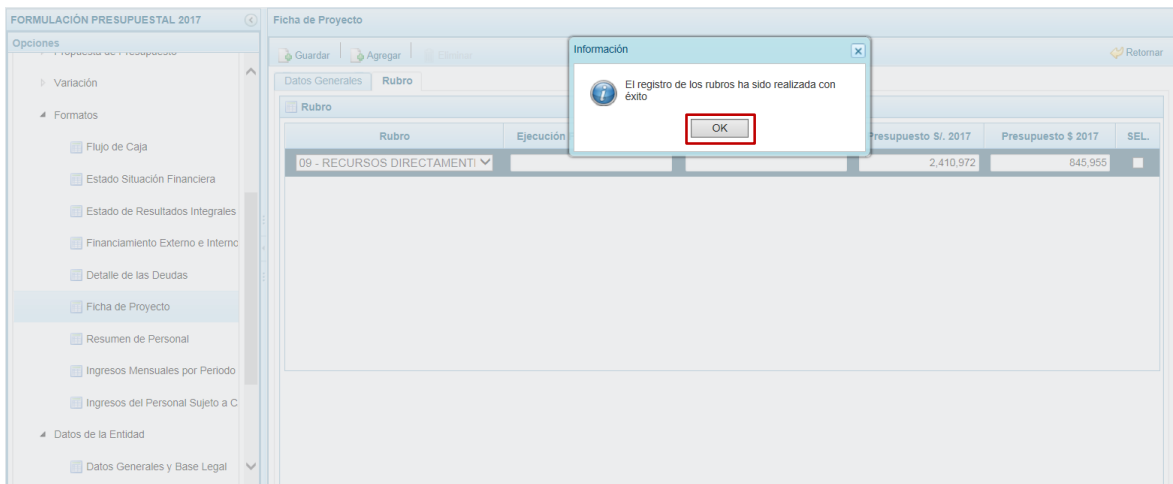 FORMULACIÓN PRESUPUESTAL 2017
Ficha de Proyecto
Opciones
Propuesta de Presupuesto
Variación
Formatos
Flujo de Caja
Estado Situación Financiera
Estado de Resultados Integrales
Financiamiento Externo e Interno
Detalle de las Deudas
Ficha de Proyecto
Resumen de Personal
Ingresos Mensuales por Periodo
Ingresos del Personal Sujeto a C
Datos de la Entidad
Datos Generales y Base Legal
Guardar Agregar Eliminar
Retornar
Datos Generales Rubro
Rubro
Rubro Ejecución Presupuesto S/. 2017 Presupuesto $ 2017 SEL.
09 - RECURSOS DIRECTAMENTE 2,410,972 845,955
Información
El registro de los rubros ha sido realizada con
éxito
OK